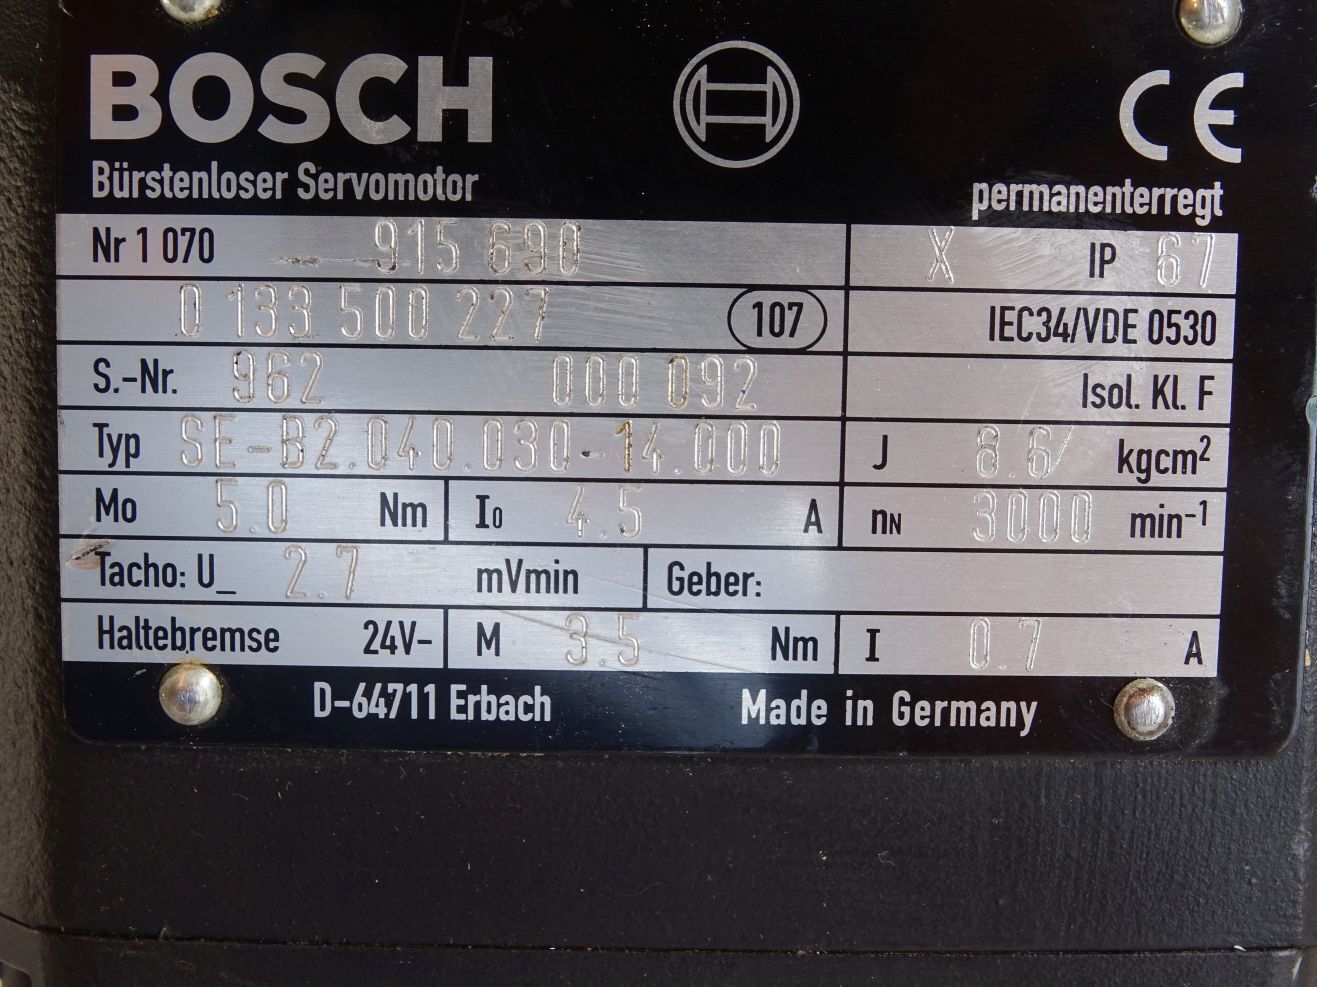 BOSCH
CE
Bürstenloser Servomotor
permanenterregt
Nr 1 070 915 690 X IP 67
0 133 500 227 107 IEC34/VDE 0530
S.-Nr. 962 000 092 Isol. Kl. F
Typ SE-B2.040.030-14.000 J 8.6 kgcm²
Mo 5.0 Nm I0 4.5 A nN 3000 min⁻¹
Tacho: U_ 2.7 mVmin Geber:
Haltebremse 24V- M 3.5 Nm I 0.7 A
D-64711 Erbach Made in Germany